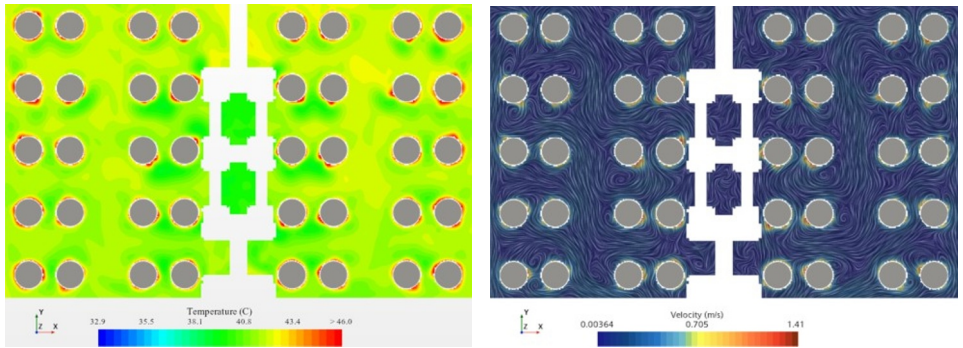 Temperature (C)
32.9 35.5 38.1 40.8 43.4 > 46.0
Y
Z X
Velocity (m/s)
0.00364 0.705 1.41
Y
Z X